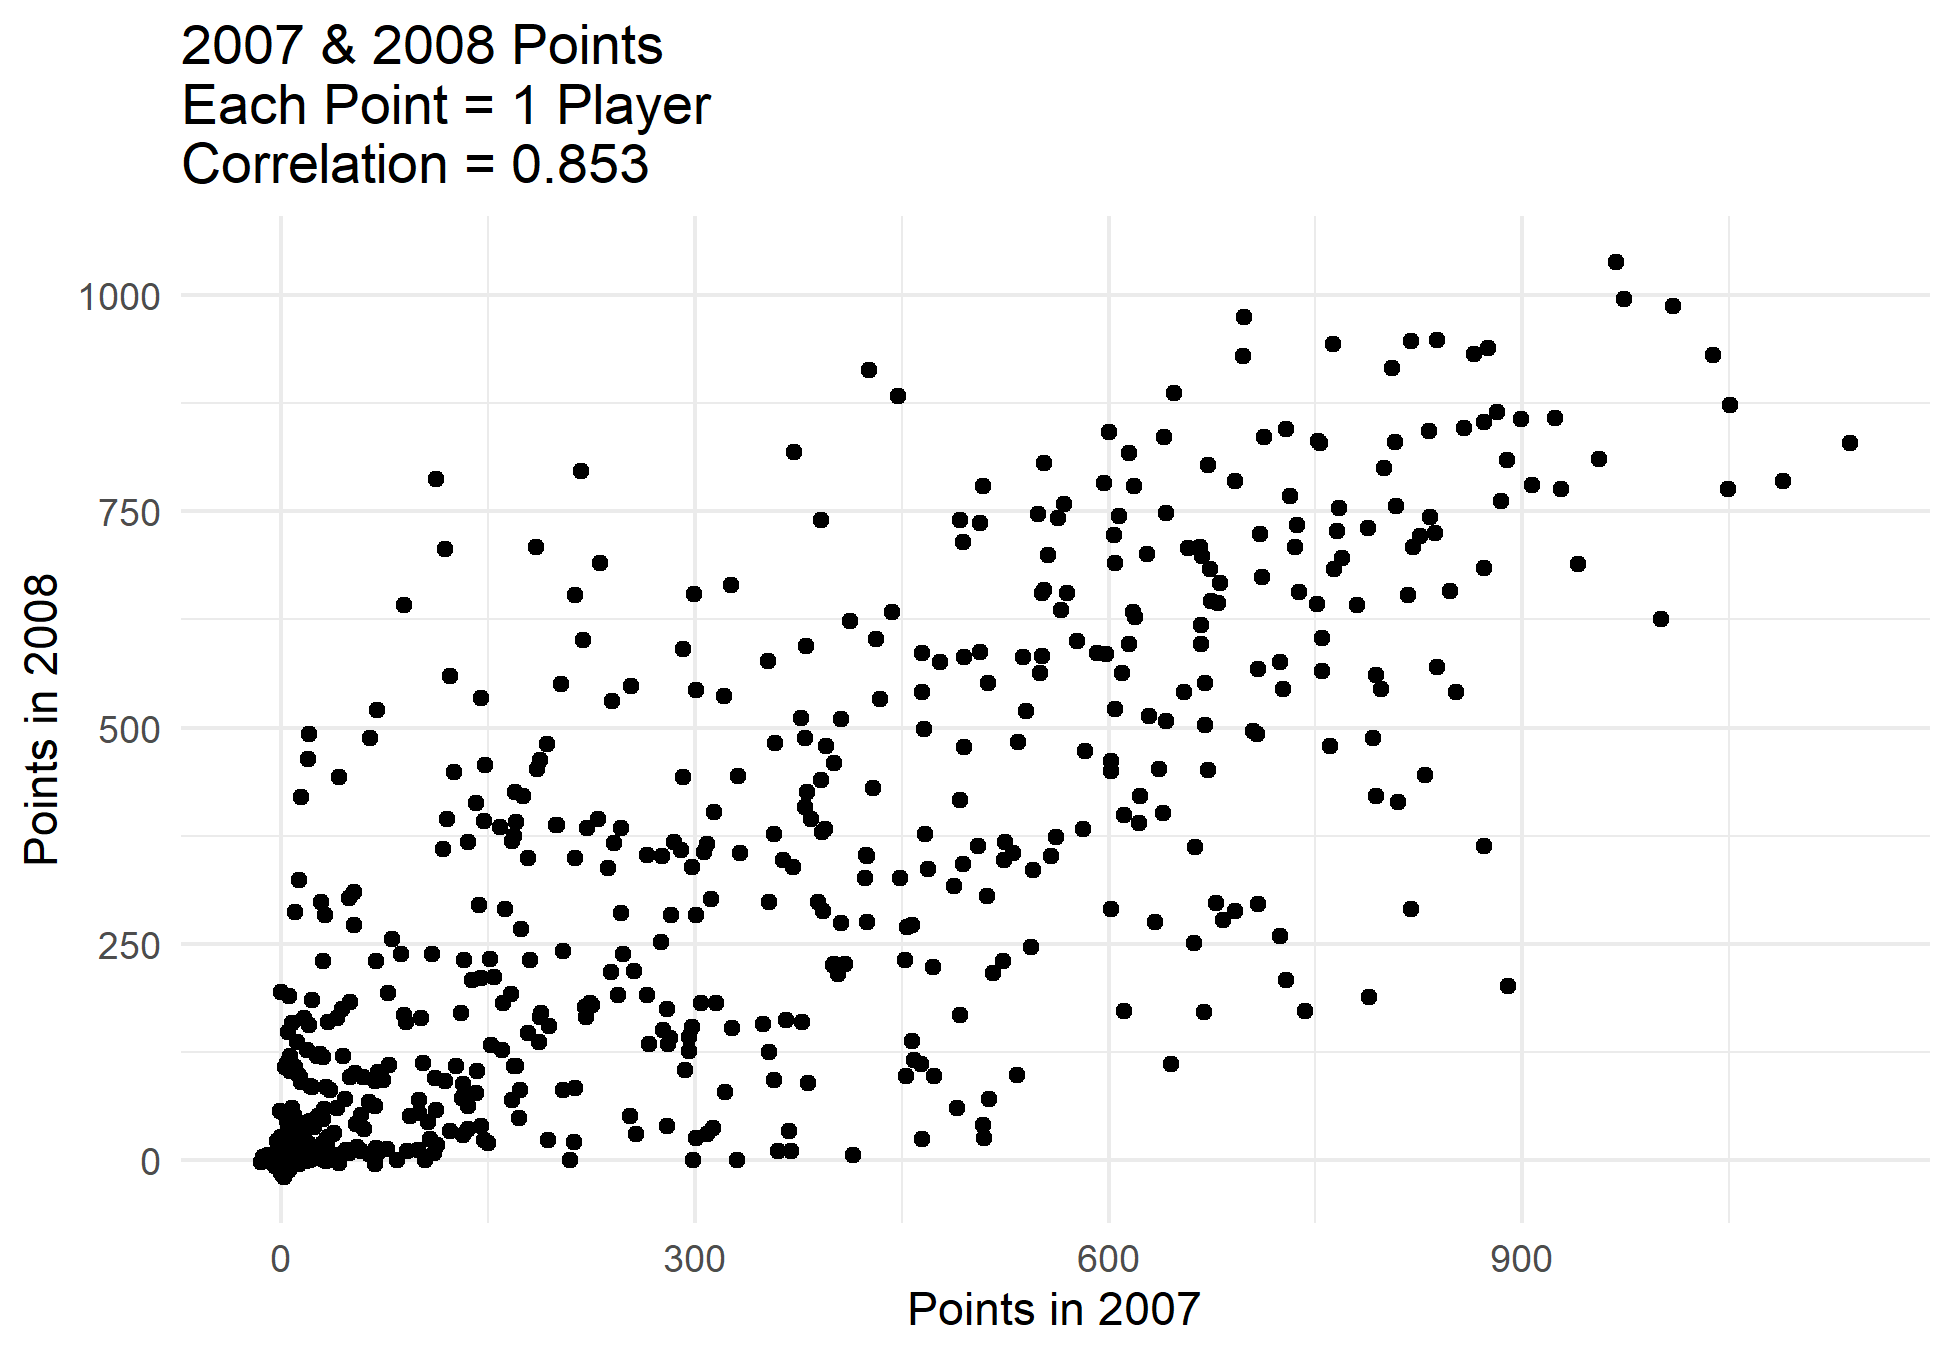 2007 & 2008 Points
Each Point = 1 Player
Correlation = 0.853
1000
750
500
250
0
Points in 2008
0
300
600
900
Points in 2007